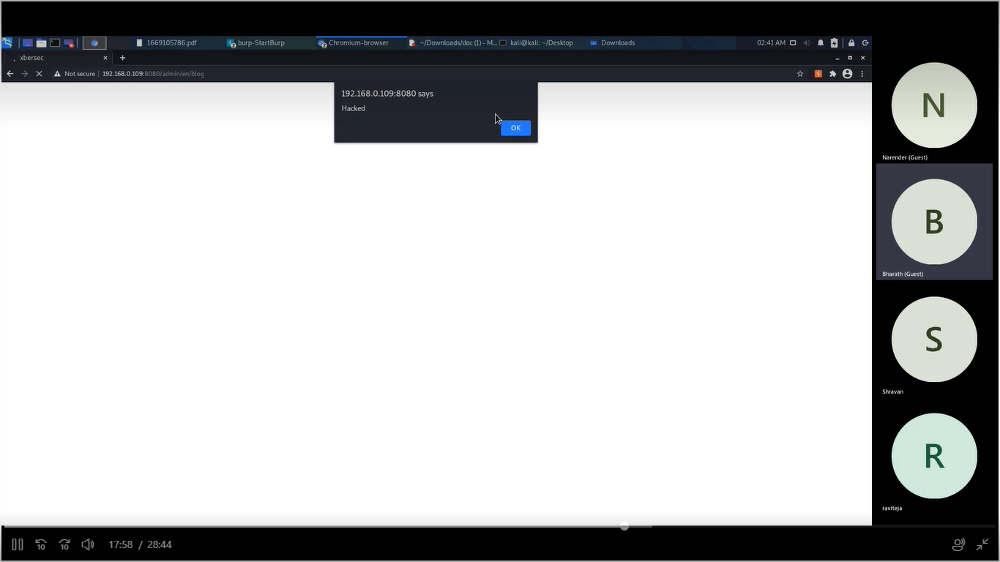 1669105786.pdf
burp-StartBurp
Chromium-browser
~/Downloads/doc (1) - M...
kali@kali: ~/Desktop
Downloads
02:41 AM
xbersec
Not secure
192.168.0.109:8080/admin/en/blog
192.168.0.109:8080 says
Hacked
OK
N
Narender (Guest)
B
Bharath (Guest)
S
Shravan
R
raviteja
10
10
17:58 / 28:44